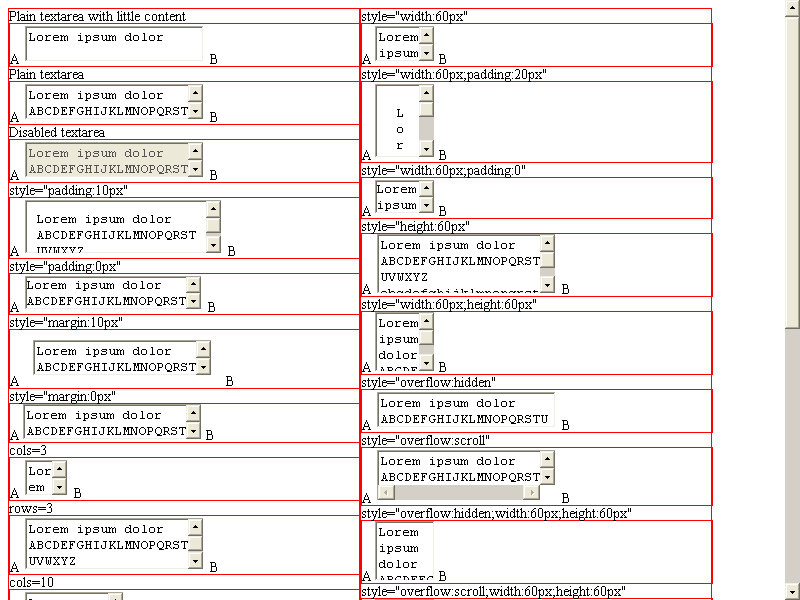 Plain textarea with little content
Lorem ipsum dolor
A B
Plain textarea
Lorem ipsum dolor
ABCDEFGHIJKLMNOPQRST
A B
Disabled textarea
Lorem ipsum dolor
ABCDEFGHIJKLMNOPQRST
A B
style="padding:10px"
Lorem ipsum dolor
ABCDEFGHIJKLMNOPQRST
UVWXYZ
A B
style="padding:0px"
Lorem ipsum dolor
ABCDEFGHIJKLMNOPQRST
A B
style="margin:10px"
Lorem ipsum dolor
ABCDEFGHIJKLMNOPQRST
A B
style="margin:0px"
Lorem ipsum dolor
ABCDEFGHIJKLMNOPQRST
A B
cols=3
Lor
em
A B
rows=3
Lorem ipsum dolor
ABCDEFGHIJKLMNOPQRST
UVWXYZ
A B
cols=10
style="width:60px"
Lorem
ipsum
A B
style="width:60px;padding:20px"
L
o
r
A B
style="width:60px;padding:0"
Lorem
ipsum
A B
style="height:60px"
Lorem ipsum dolor
ABCDEFGHIJKLMNOPQRST
UVWXYZ
abcdefghijklmnopqrst
A B
style="width:60px;height:60px"
Lorem
ipsum
dolor
ABCDE
A B
style="overflow:hidden"
Lorem ipsum dolor
ABCDEFGHIJKLMNOPQRSTU
A B
style="overflow:scroll"
Lorem ipsum dolor
ABCDEFGHIJKLMNOPQRST
A B
style="overflow:hidden;width:60px;height:60px"
Lorem
ipsum
dolor
ABCDEFG
A B
style="overflow:scroll;width:60px;height:60px"